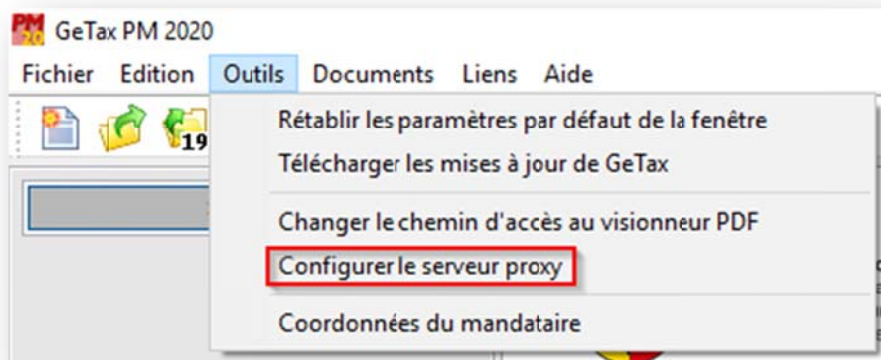 PM
20 GeTax PM 2020
Fichier Edition Outils Documents Liens Aide
19
Rétablir les paramètres par défaut de la fenêtre
Télécharger les mises à jour de GeTax
Changer le chemin d'accès au visionneur PDF
Configurer le serveur proxy
Coordonnées du mandataire